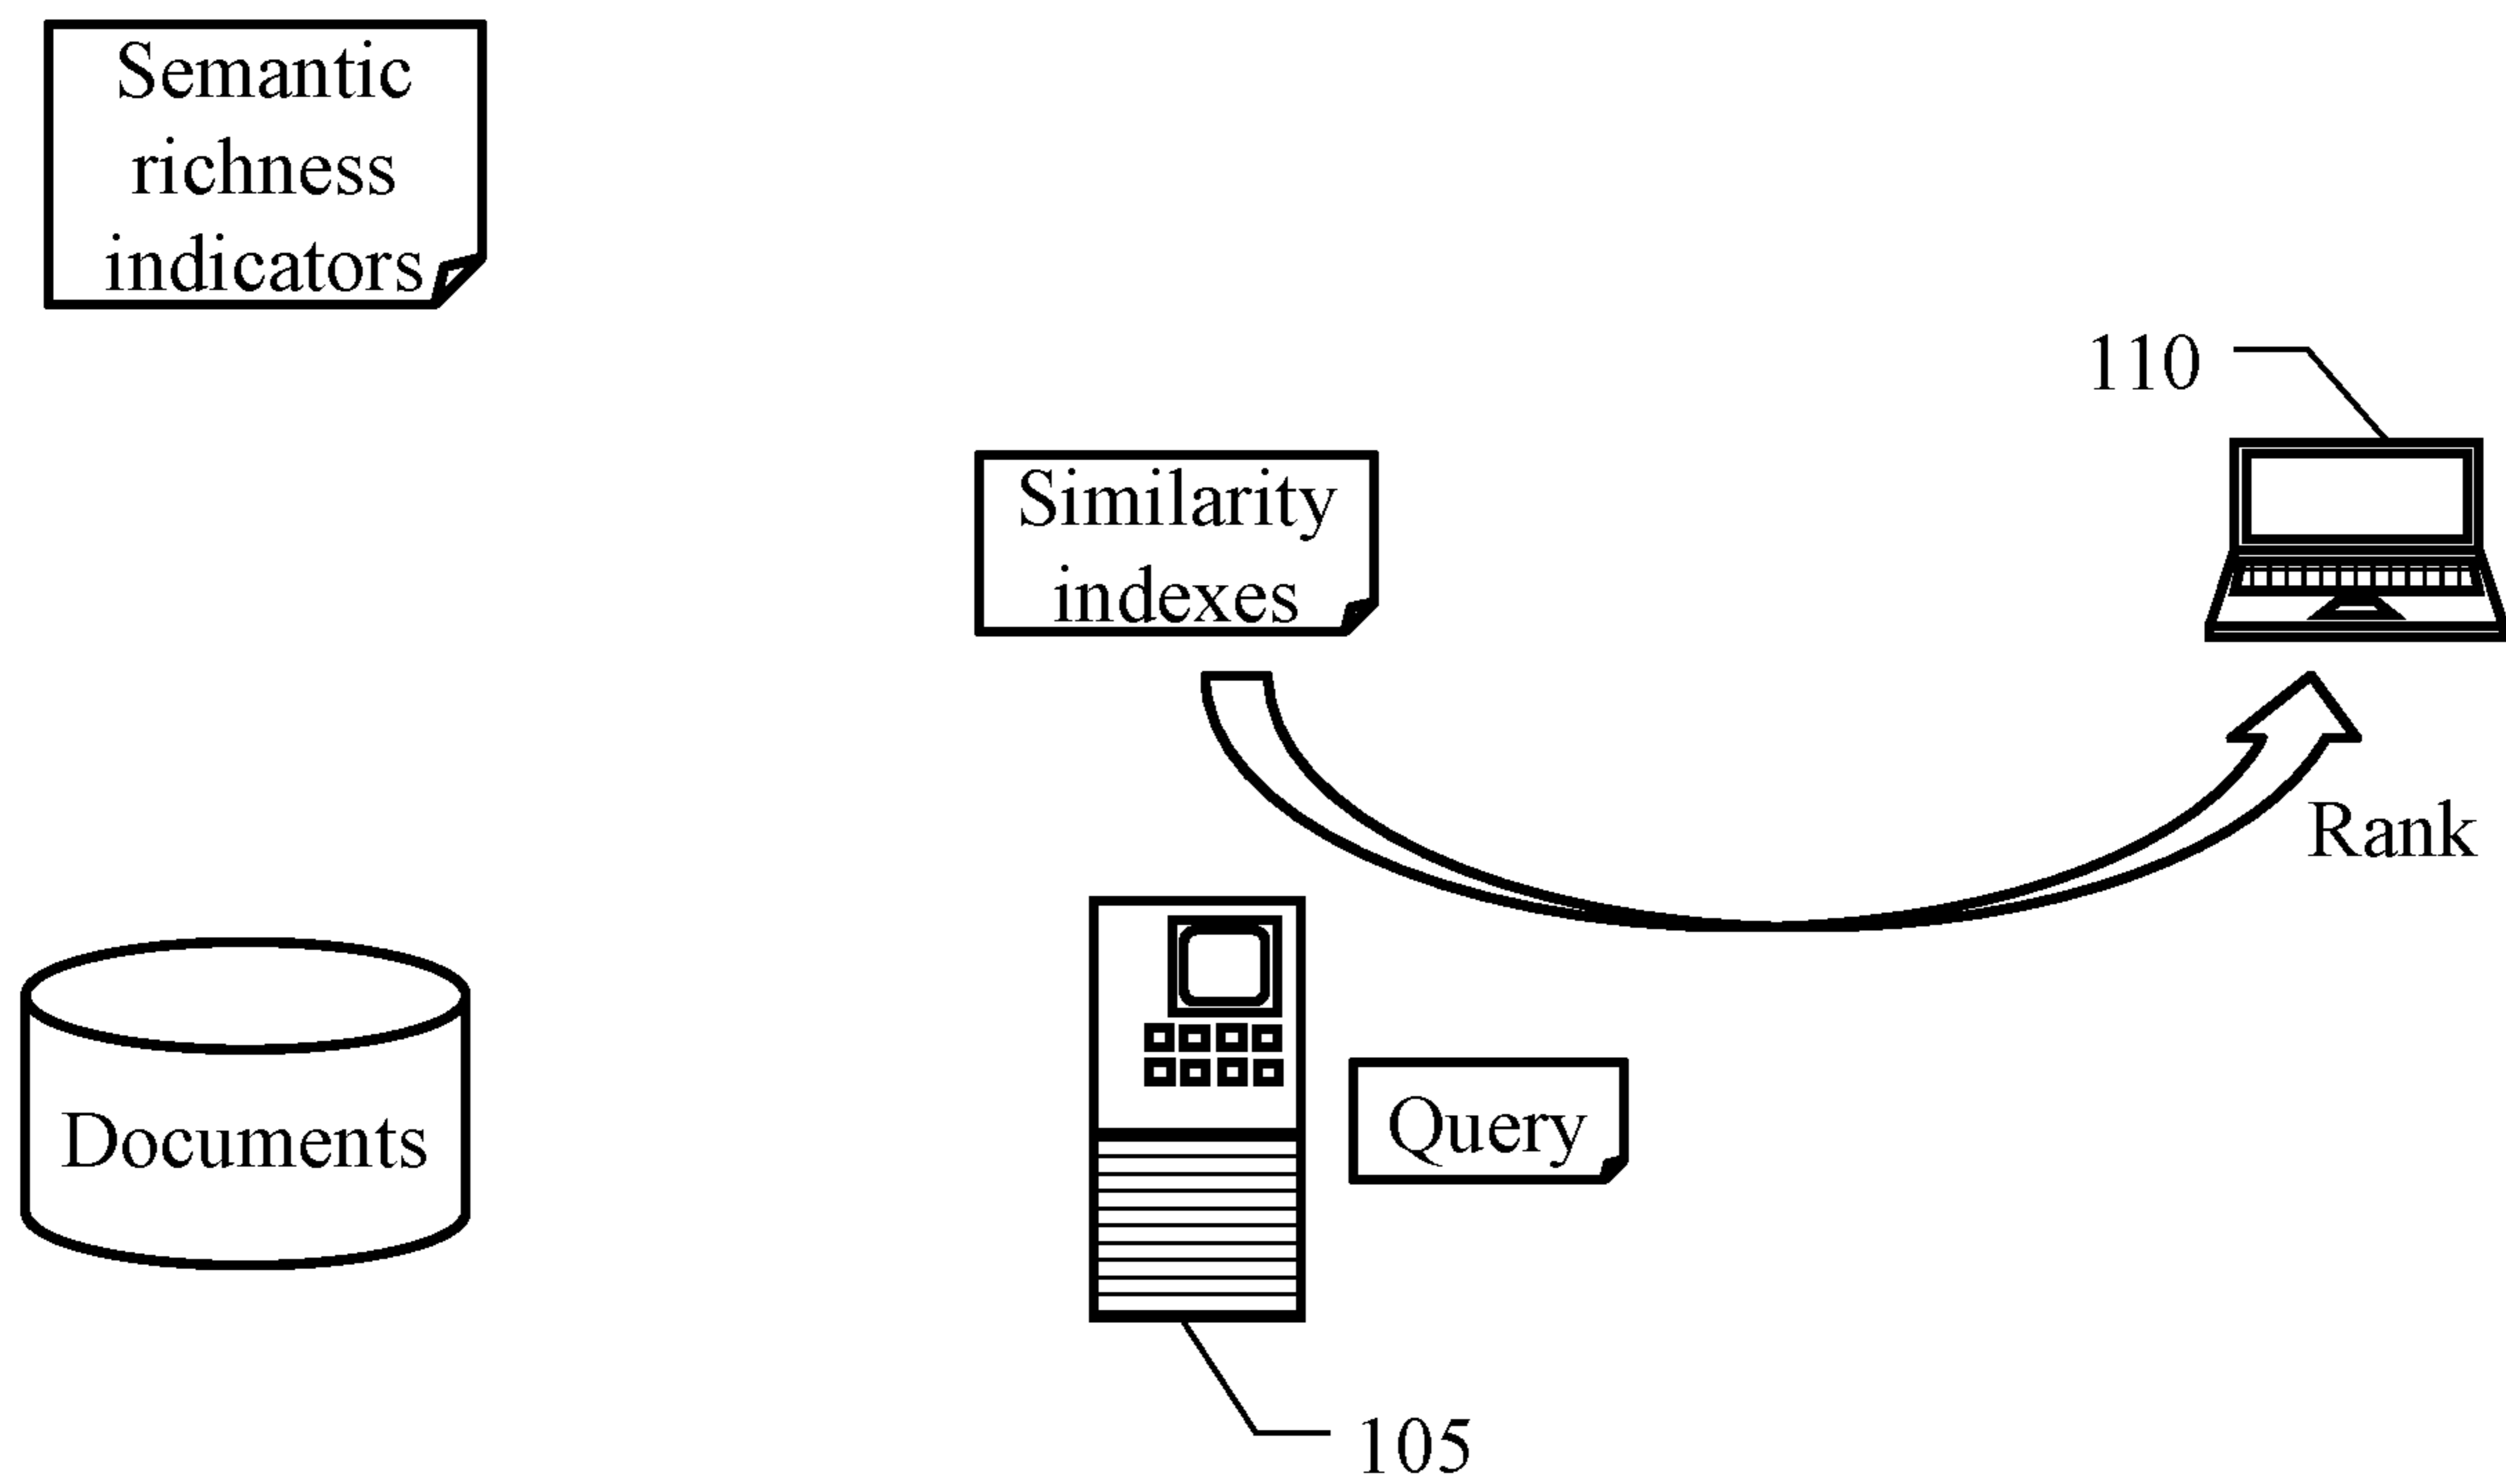 Semantic
richness
indicators
110
Similarity
indexes
Rank
Documents
Query
105